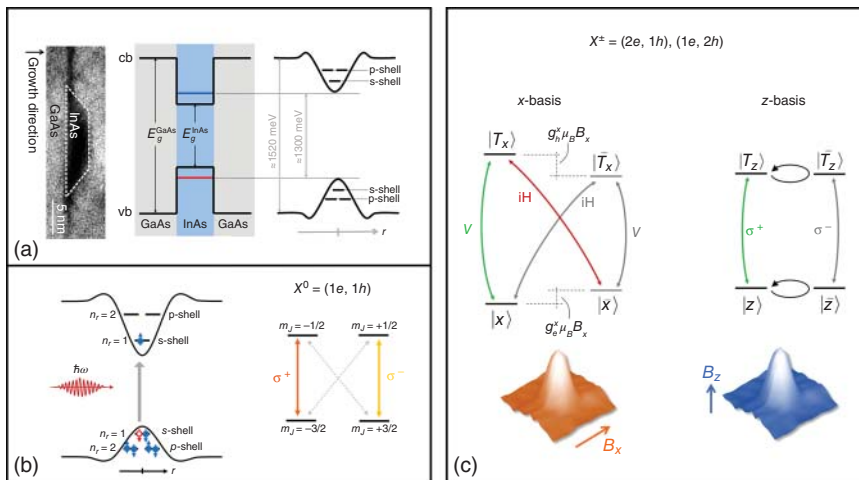 Growth direction
GaAs
InAs
5 nm
cb
vb
E_g^GaAs
E_g^InAs
GaAs InAs GaAs
≈1520 meV
≈1300 meV
p-shell
s-shell
s-shell
p-shell
r
(a)
X⁰ = (1e, 1h)
n_r = 2
p-shell
n_r = 1
s-shell
ħω
n_r = 1
s-shell
n_r = 2
p-shell
r
m_J = −1/2 m_J = +1/2
σ⁺ σ⁻
m_J = −3/2 m_J = +3/2
(b)
X± = (2e, 1h), (1e, 2h)
x-basis
|T_x⟩
g_h^x μ_B B_x
|T̄_x⟩
iH
iH
V
V
|x⟩
|x̄⟩
g_e^x μ_B B_x
B_x
z-basis
|T_z⟩ |T̄_z⟩
σ⁺ σ⁻
|z⟩ |z̄⟩
B_z
(c)